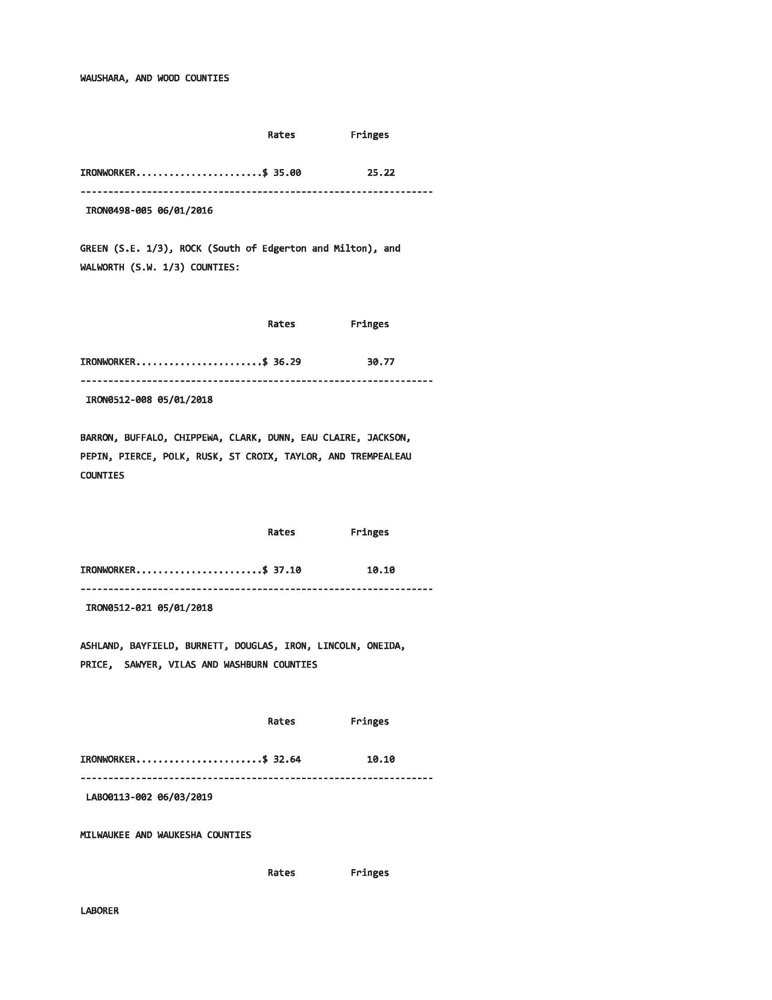 WAUSHARA, AND WOOD COUNTIES
Rates Fringes
IRONWORKER.......................$ 35.00 25.22
----------------------------------------------------------------
IRON0498-005 06/01/2016
GREEN (S.E. 1/3), ROCK (South of Edgerton and Milton), and
WALWORTH (S.W. 1/3) COUNTIES:
Rates Fringes
IRONWORKER.......................$ 36.29 30.77
----------------------------------------------------------------
IRON0512-008 05/01/2018
BARRON, BUFFALO, CHIPPEWA, CLARK, DUNN, EAU CLAIRE, JACKSON,
PEPIN, PIERCE, POLK, RUSK, ST CROIX, TAYLOR, AND TREMPEALEAU
COUNTIES
Rates Fringes
IRONWORKER.......................$ 37.10 10.10
----------------------------------------------------------------
IRON0512-021 05/01/2018
ASHLAND, BAYFIELD, BURNETT, DOUGLAS, IRON, LINCOLN, ONEIDA,
PRICE,  SAWYER, VILAS AND WASHBURN COUNTIES
Rates Fringes
IRONWORKER.......................$ 32.64 10.10
----------------------------------------------------------------
LABO0113-002 06/03/2019
MILWAUKEE AND WAUKESHA COUNTIES
Rates Fringes
LABORER